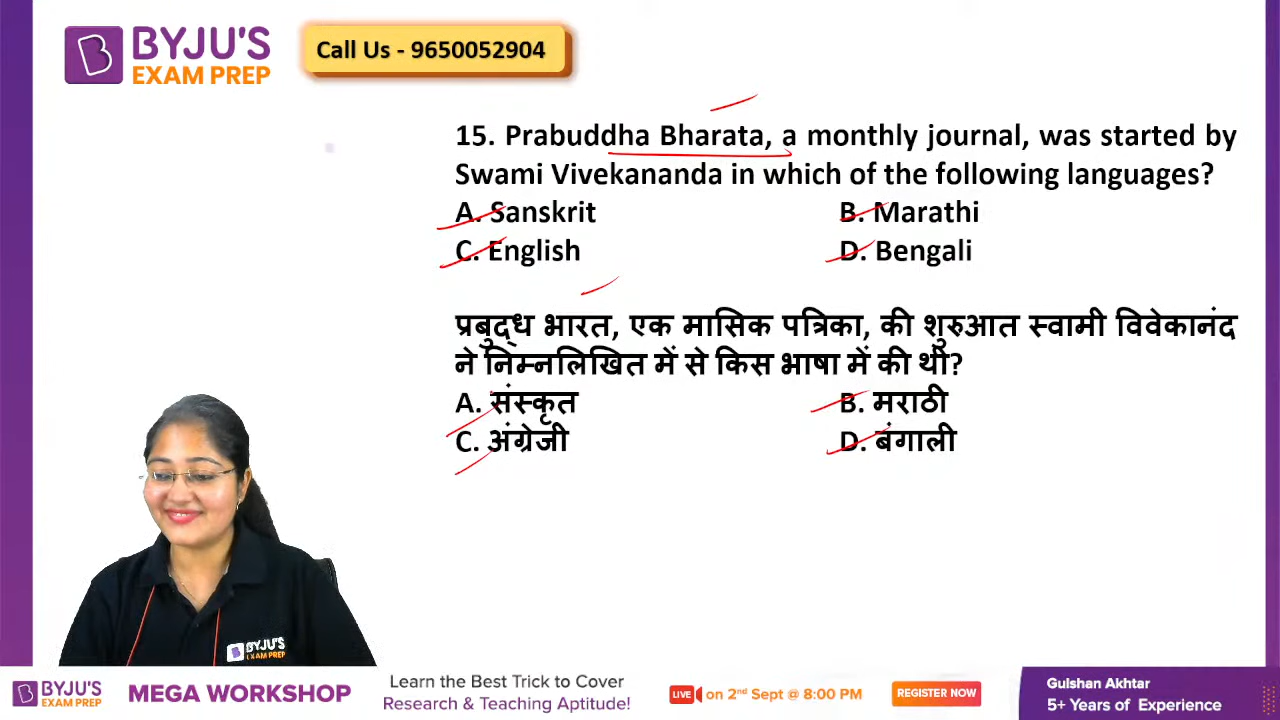 BYJU'S
EXAM PREP
Call Us - 9650052904
15. Prabuddha Bharata, a monthly journal, was started by
Swami Vivekananda in which of the following languages?
A. Sanskrit B. Marathi
C. English D. Bengali
प्रबुद्ध भारत, एक मासिक पत्रिका, की शुरुआत स्वामी विवेकानंद
ने निम्नलिखित में से किस भाषा में की थी?
A. संस्कृत B. मराठी
C. अंग्रेजी D. बंगाली
BYJU'S
EXAM PREP
BYJU'S
EXAM PREP
MEGA WORKSHOP
Learn the Best Trick to Cover
Research & Teaching Aptitude!
LIVE on 2nd Sept @ 8:00 PM
REGISTER NOW
Gulshan Akhtar
5+ Years of Experience